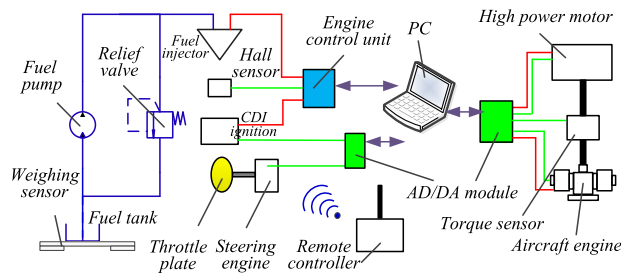 Fuel
pump
Relief
valve
Fuel
injector
Hall
sensor
Engine
control unit
PC
High power motor
CDI
ignition
Weighing
sensor
Fuel tank
Throttle
plate
Steering
engine
Remote
controller
AD/DA module
Torque sensor
Aircraft engine